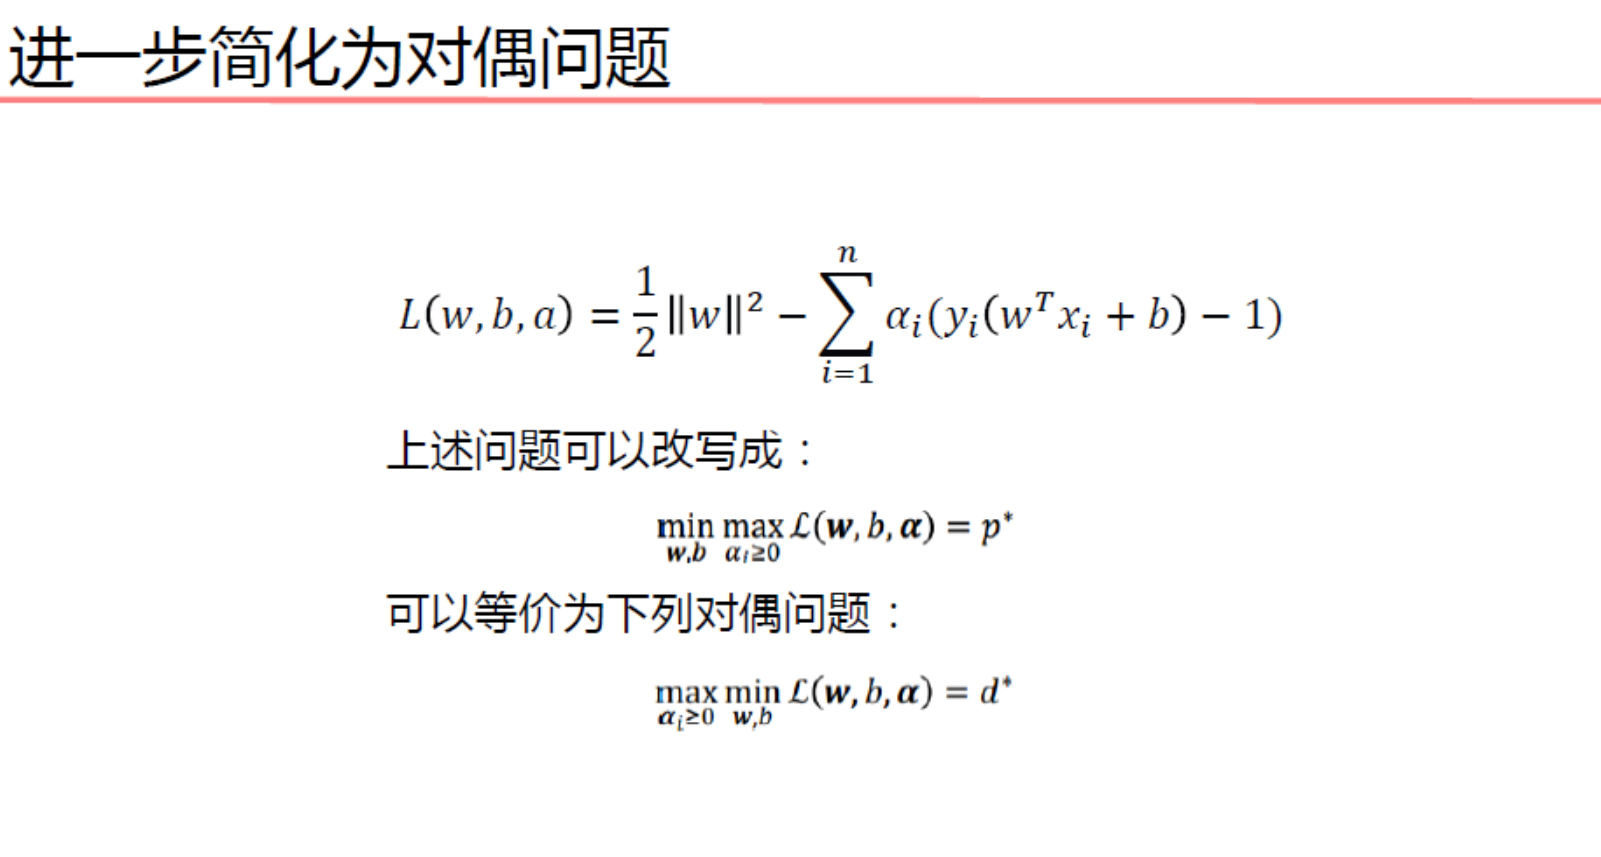 进一步简化为对偶问题
L(w, b, a) = \frac{1}{2}‖w‖² − \sum_{i=1}^{n} α_i(y_i(w^T x_i + b) − 1)
上述问题可以改写成：
\min_{w,b} \max_{α_i≥0} ℒ(w, b, α) = p*
可以等价为下列对偶问题：
\max_{α_i≥0} \min_{w,b} ℒ(w, b, α) = d*